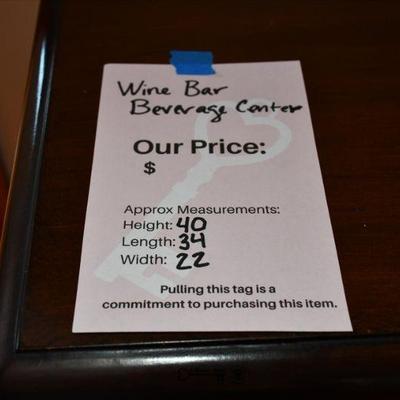 Wine Bar
Beverage Center
Our Price:
$
Approx Measurements:
Height: 40
Length: 34
Width: 22
Pulling this tag is a
commitment to purchasing this item.